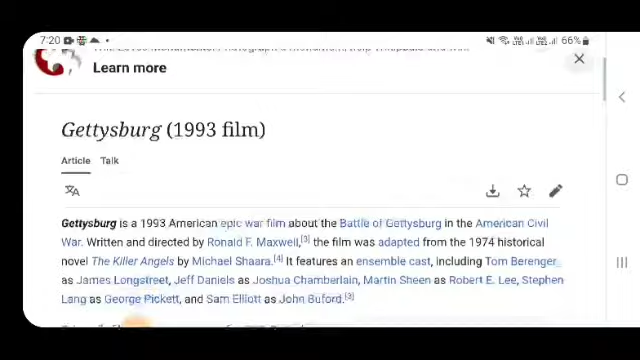 7:20 66%
Learn more
Gettysburg (1993 film)
Article Talk
Gettysburg is a 1993 American epic war film about the Battle of Gettysburg in the American Civil
War. Written and directed by Ronald F. Maxwell,[3] the film was adapted from the 1974 historical
novel The Killer Angels by Michael Shaara.[4] It features an ensemble cast, including Tom Berenger
as James Longstreet, Jeff Daniels as Joshua Chamberlain, Martin Sheen as Robert E. Lee, Stephen
Lang as George Pickett, and Sam Elliott as John Buford.[3]